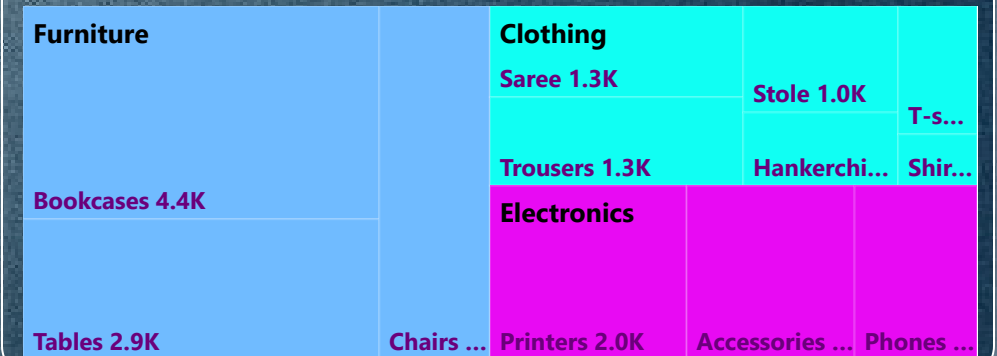 Furniture
Bookcases 4.4K
Tables 2.9K
Chairs ...
Clothing
Saree 1.3K
Trousers 1.3K
Stole 1.0K
Hankerchi...
T-s...
Shir...
Electronics
Printers 2.0K
Accessories ...
Phones ...